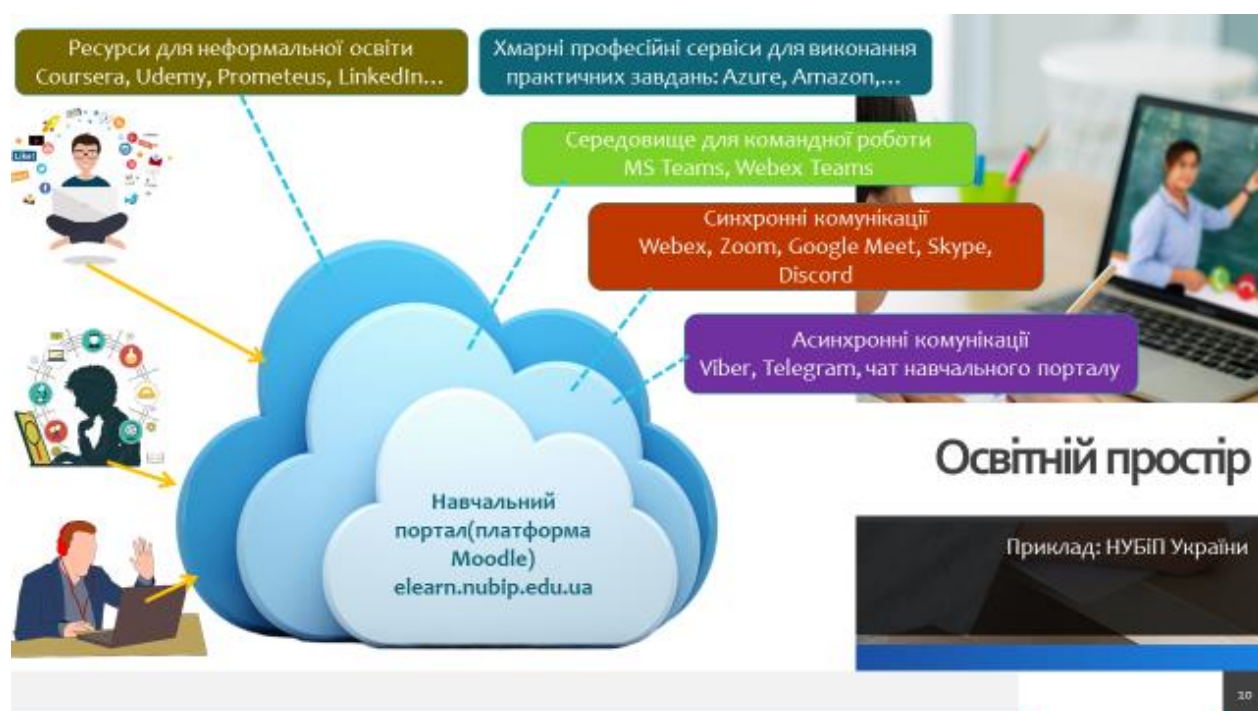 Ресурси для неформальної освіти
Coursera, Udemy, Prometeus, LinkedIn...
Хмарні професійні сервіси для виконання
практичних завдань: Azure, Amazon,...
Середовище для командної роботи
MS Teams, Webex Teams
Синхронні комунікації
Webex, Zoom, Google Meet, Skype,
Discord
Асинхронні комунікації
Viber, Telegram, чат навчального порталу
Навчальний
портал(платформа
Moodle)
elearn.nubip.edu.ua
Освітній простір
Приклад: НУБіП України
20